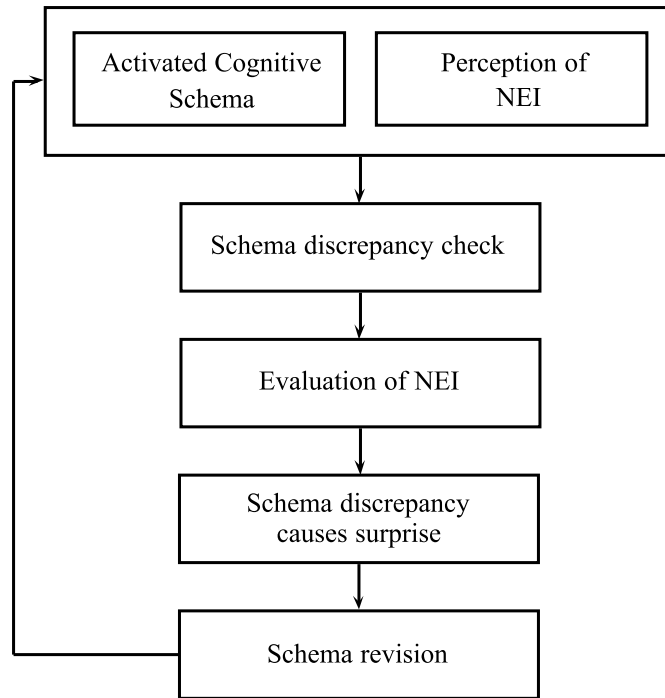 Activated Cognitive
Schema
Perception of
NEI
Schema discrepancy check
Evaluation of NEI
Schema discrepancy
causes surprise
Schema revision